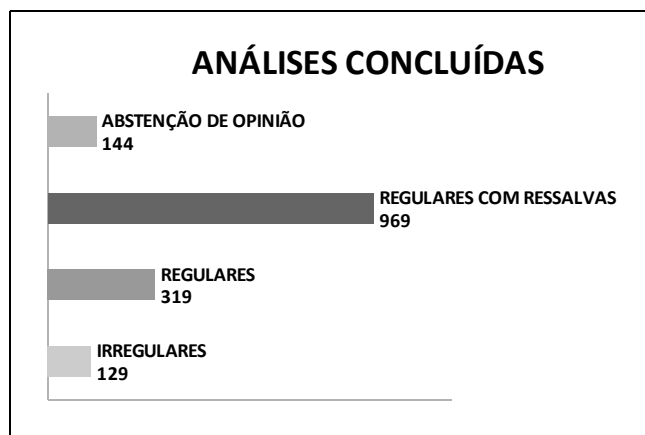 ANÁLISES CONCLUÍDAS
ABSTENÇÃO DE OPINIÃO
144
REGULARES COM RESSALVAS
969
REGULARES
319
IRREGULARES
129